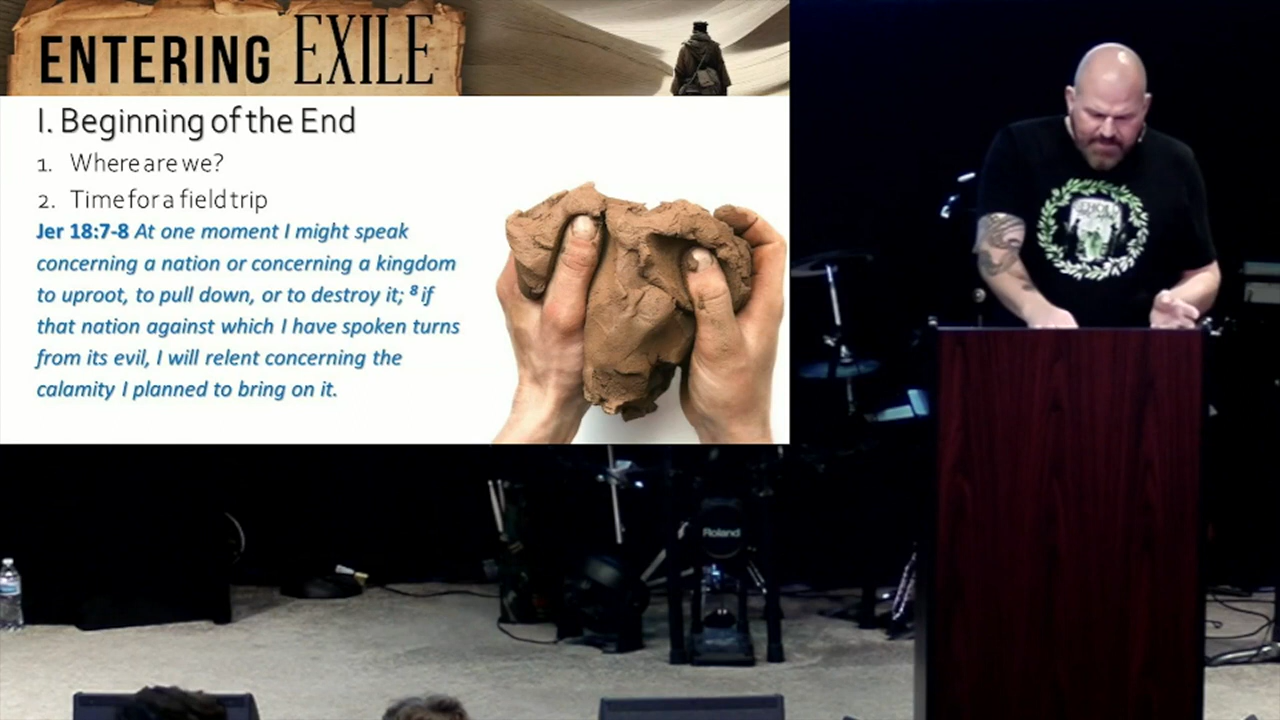 ENTERING EXILE
I. Beginning of the End
1. Where are we?
2. Time for a field trip
Jer 18:7-8 At one moment I might speak
concerning a nation or concerning a kingdom
to uproot, to pull down, or to destroy it; 8 if
that nation against which I have spoken turns
from its evil, I will relent concerning the
calamity I planned to bring on it.
Roland